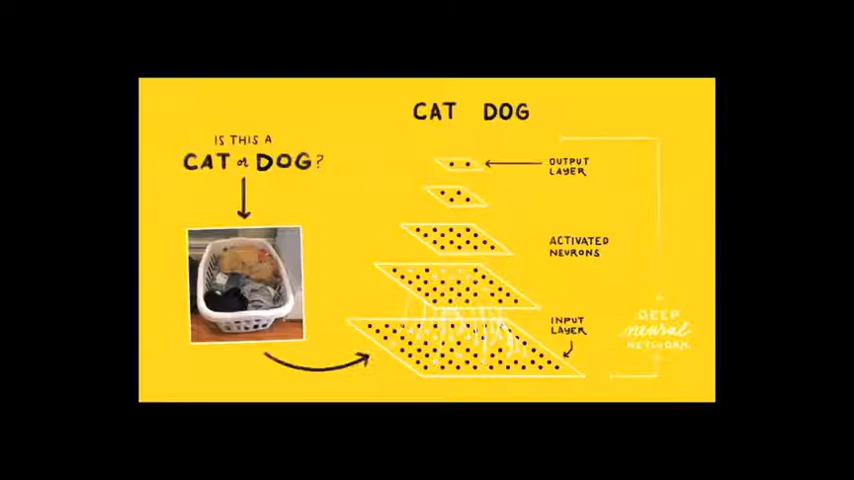 CAT DOG
IS THIS A
CAT or DOG?
OUTPUT
LAYER
ACTIVATED
NEURONS
INPUT
LAYER
DEEP
neural
NETWORK